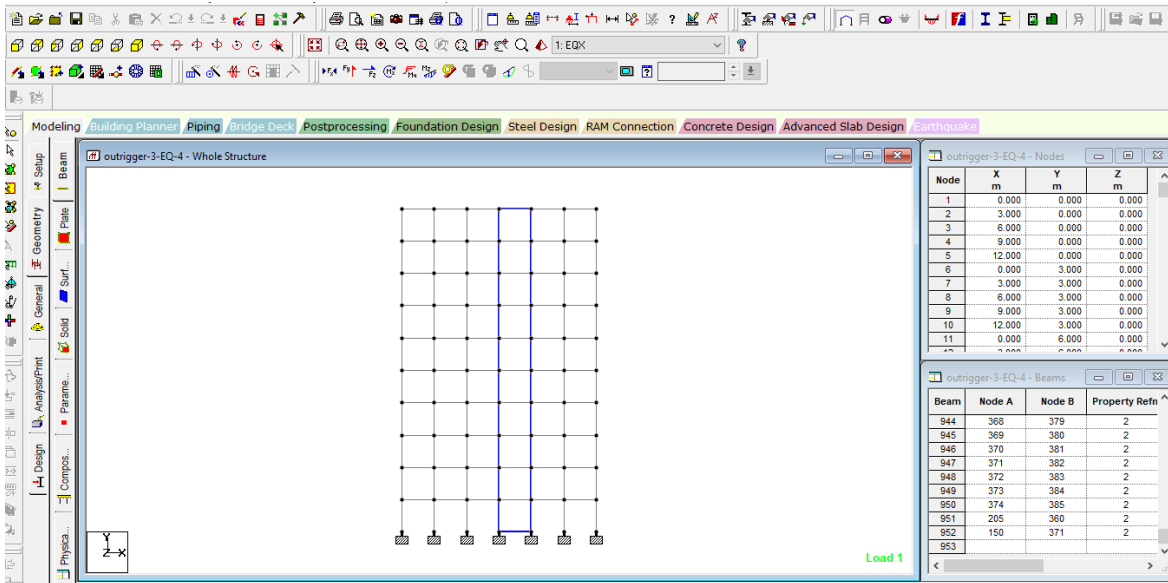 1: EQX
Modeling Building Planner Piping Bridge Deck Postprocessing Foundation Design Steel Design RAM Connection Concrete Design Advanced Slab Design Earthquake
Setup
Geometry
General
Analysis/Print
Design
Beam
Plate
Surf...
Solid
Parame...
Compos...
Physica...
outrigger-3-EQ-4 - Whole Structure
Y
Z X
Load 1
outrigger-3-EQ-4 - Nodes
Node X m Y m Z m
1 0.000 0.000 0.000
2 3.000 0.000 0.000
3 6.000 0.000 0.000
4 9.000 0.000 0.000
5 12.000 0.000 0.000
6 0.000 3.000 0.000
7 3.000 3.000 0.000
8 6.000 3.000 0.000
9 9.000 3.000 0.000
10 12.000 3.000 0.000
11 0.000 6.000 0.000
outrigger-3-EQ-4 - Beams
Beam Node A Node B Property Refn
944 368 379 2
945 369 380 2
946 370 381 2
947 371 382 2
948 372 383 2
949 373 384 2
950 374 385 2
951 205 360 2
952 150 371 2
953